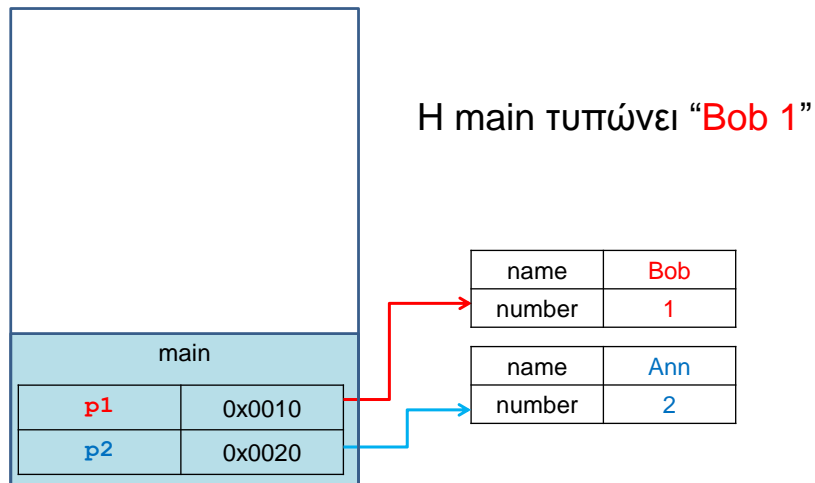 Η main τυπώνει “Bob 1”
name Bob
number 1
main
p1 0x0010
p2 0x0020
name Ann
number 2